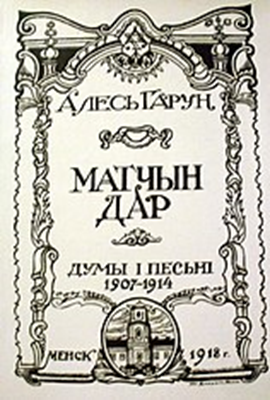 АЛЕСЬ ГАРУН,
МАТЧЫН
ДАР
ДУМЫ І ПЕСЬНІ
1907-1914
МЕНСК
1918 г.